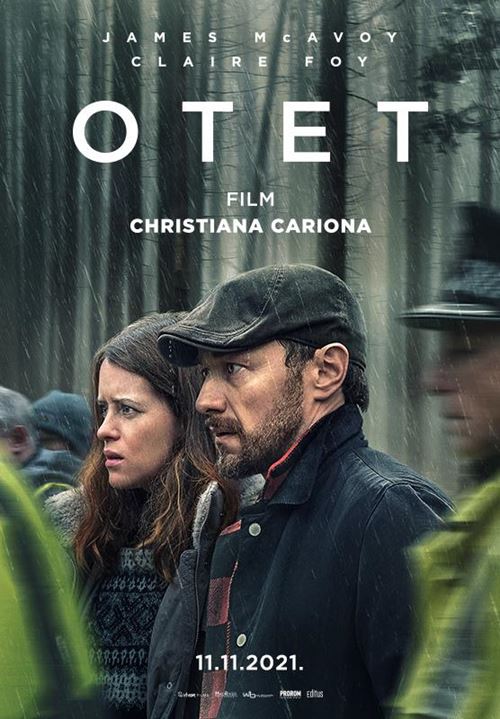 JAMES McAVOY
CLAIRE FOY
OTET
FILM
CHRISTIANA CARIONA
11.11.2021.
PROROM Editus